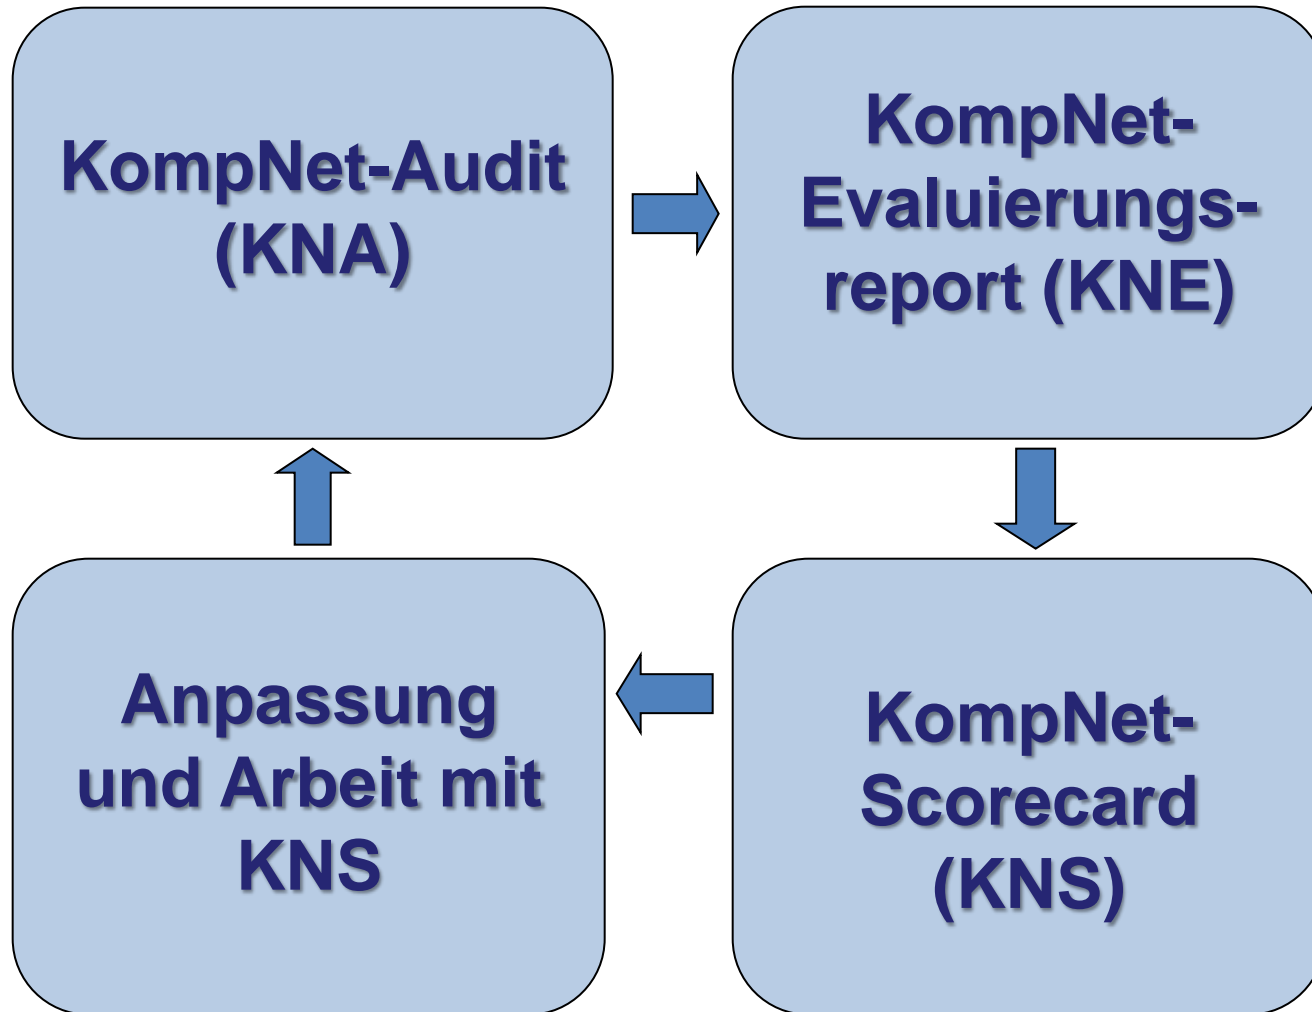 KompNet-Audit
(KNA)
KompNet-
Evaluierungs-
report (KNE)
Anpassung
und Arbeit mit
KNS
KompNet-
Scorecard
(KNS)